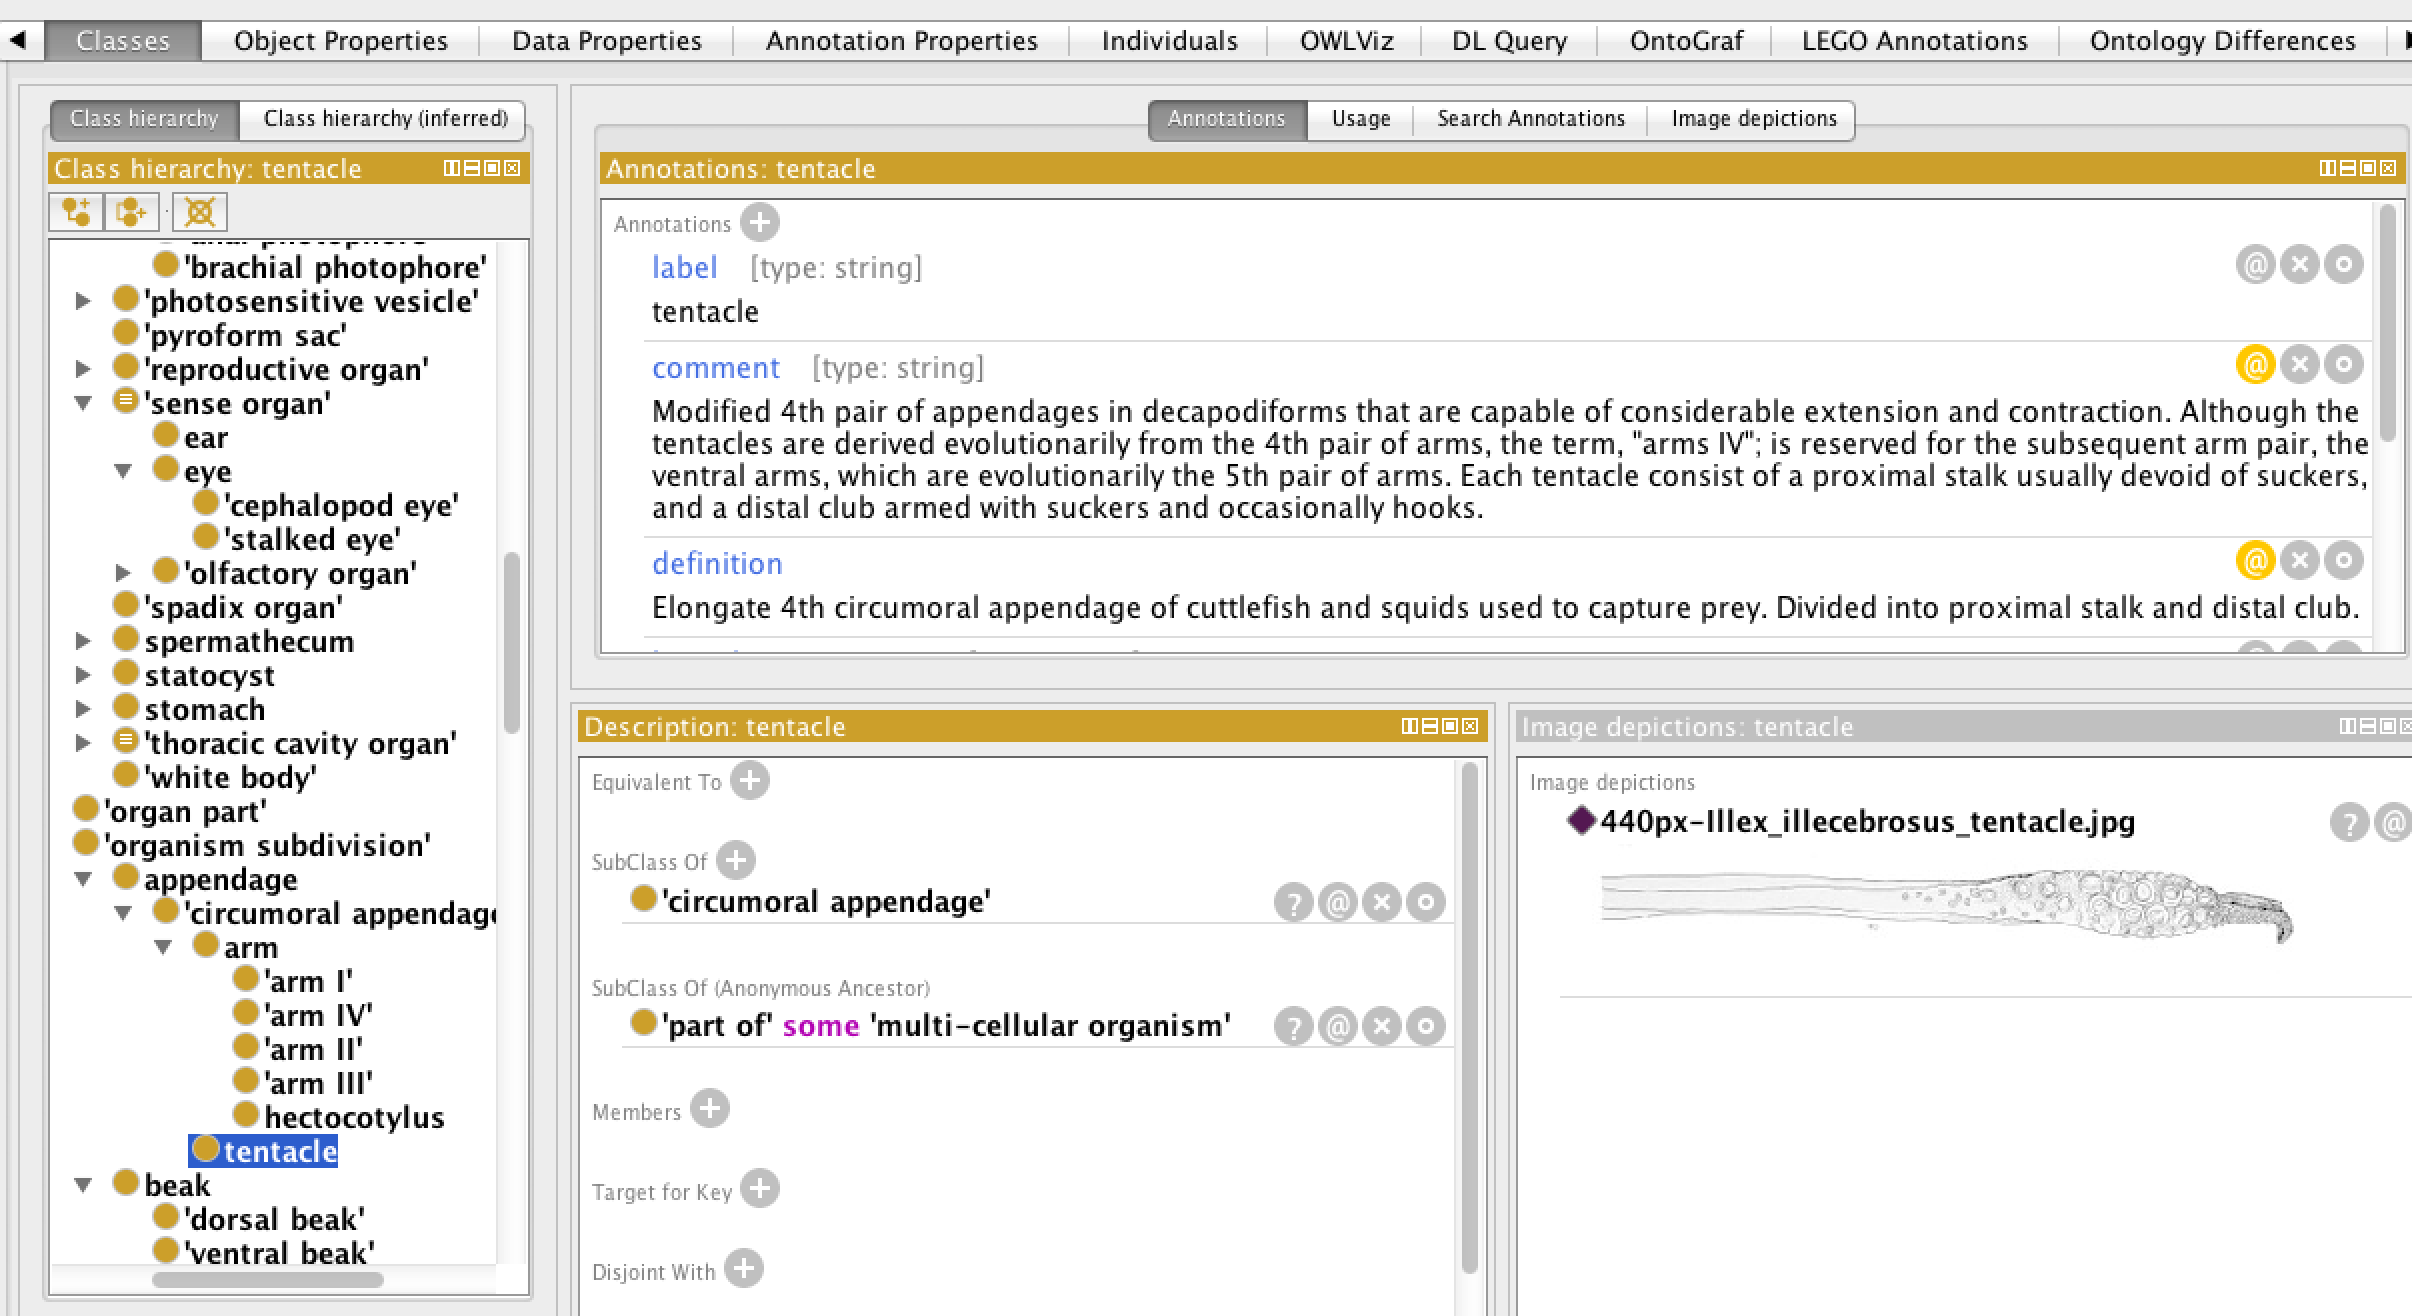 Classes Object Properties Data Properties Annotation Properties Individuals OWLViz DL Query OntoGraf LEGO Annotations Ontology Differences
Class hierarchy Class hierarchy (inferred)
Class hierarchy: tentacle
'brachial photophore'
'photosensitive vesicle'
'pyroform sac'
'reproductive organ'
'sense organ'
ear
eye
'cephalopod eye'
'stalked eye'
'olfactory organ'
'spadix organ'
spermathecum
statocyst
stomach
'thoracic cavity organ'
'white body'
'organ part'
'organism subdivision'
appendage
'circumoral appendage
arm
'arm I'
'arm IV'
'arm II'
'arm III'
hectocotylus
tentacle
beak
'dorsal beak'
'ventral beak'
Annotations Usage Search Annotations Image depictions
Annotations: tentacle
Annotations
label [type: string]
tentacle
comment [type: string]
Modified 4th pair of appendages in decapodiforms that are capable of considerable extension and contraction. Although the
tentacles are derived evolutionarily from the 4th pair of arms, the term, "arms IV"; is reserved for the subsequent arm pair, the
ventral arms, which are evolutionarily the 5th pair of arms. Each tentacle consist of a proximal stalk usually devoid of suckers,
and a distal club armed with suckers and occasionally hooks.
definition
Elongate 4th circumoral appendage of cuttlefish and squids used to capture prey. Divided into proximal stalk and distal club.
Description: tentacle
Equivalent To
SubClass Of
'circumoral appendage'
SubClass Of (Anonymous Ancestor)
'part of' some 'multi-cellular organism'
Members
Target for Key
Disjoint With
Image depictions: tentacle
Image depictions
440px-Illex_illecebrosus_tentacle.jpg